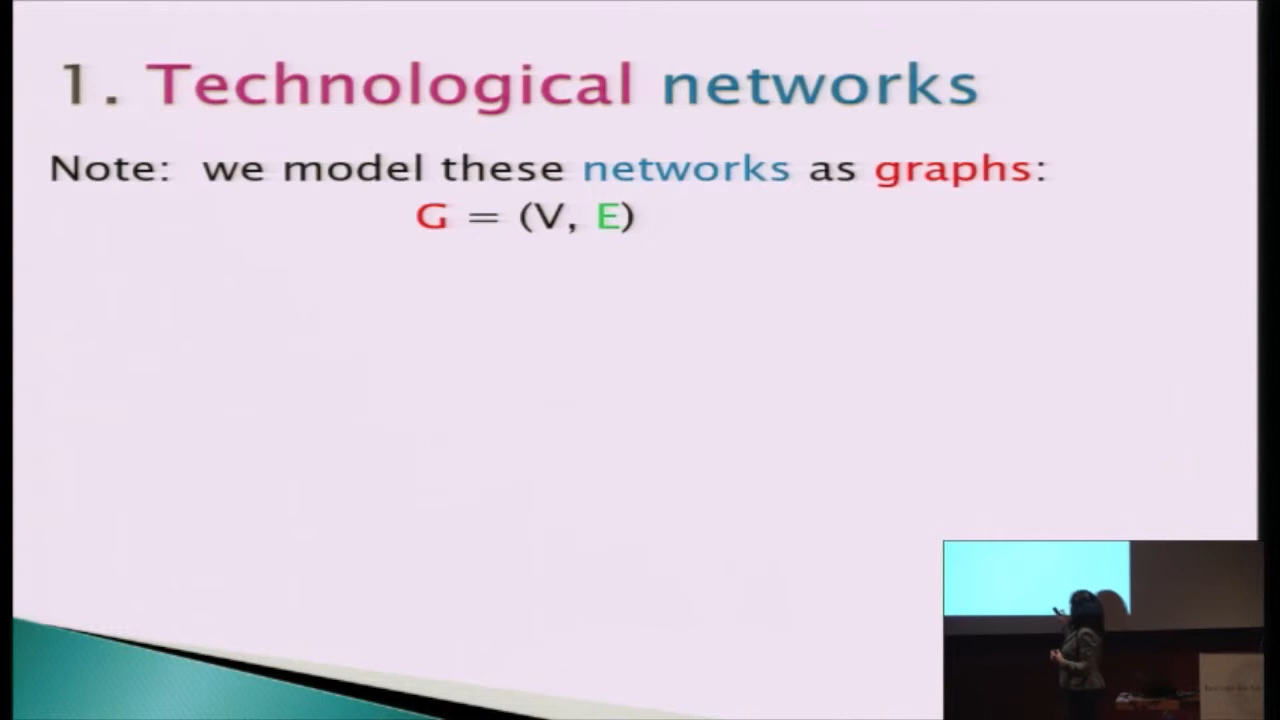 1. Technological networks
Note: we model these networks as graphs:
G = (V, E)